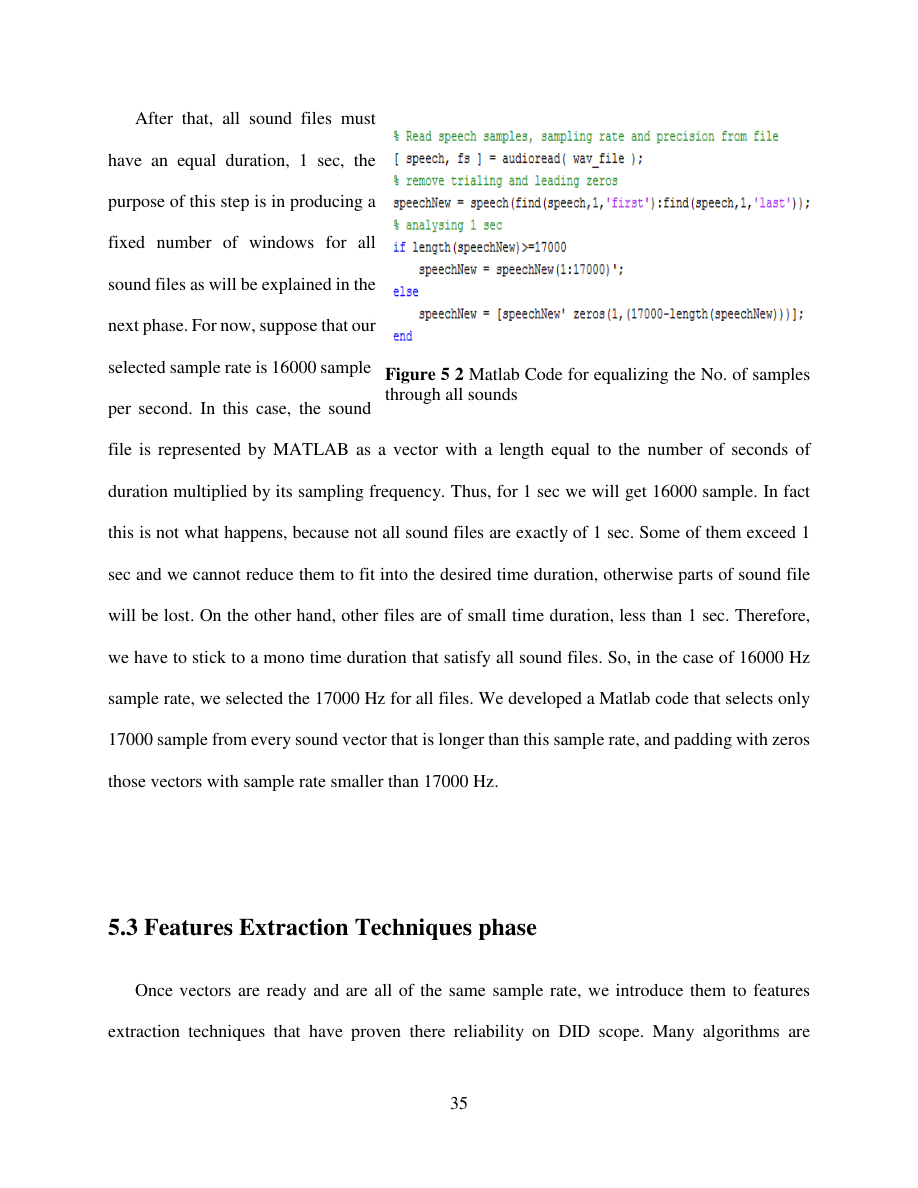 After that, all sound files must
have an equal duration, 1 sec, the
purpose of this step is in producing a
fixed number of windows for all
sound files as will be explained in the
next phase. For now, suppose that our
selected sample rate is 16000 sample
per second. In this case, the sound
% Read speech samples, sampling rate and precision from file
[ speech, fs ] = audioread( wav_file );
% remove trialing and leading zeros
speechNew = speech(find(speech,1,'first'):find(speech,1,'last'));
% analysing 1 sec
if length(speechNew)>=17000
    speechNew = speechNew(1:17000)';
else
    speechNew = [speechNew' zeros(1,(17000-length(speechNew)))];
end
Figure 5 2 Matlab Code for equalizing the No. of samples
through all sounds
file is represented by MATLAB as a vector with a length equal to the number of seconds of
duration multiplied by its sampling frequency. Thus, for 1 sec we will get 16000 sample. In fact
this is not what happens, because not all sound files are exactly of 1 sec. Some of them exceed 1
sec and we cannot reduce them to fit into the desired time duration, otherwise parts of sound file
will be lost. On the other hand, other files are of small time duration, less than 1 sec. Therefore,
we have to stick to a mono time duration that satisfy all sound files. So, in the case of 16000 Hz
sample rate, we selected the 17000 Hz for all files. We developed a Matlab code that selects only
17000 sample from every sound vector that is longer than this sample rate, and padding with zeros
those vectors with sample rate smaller than 17000 Hz.
5.3 Features Extraction Techniques phase
Once vectors are ready and are all of the same sample rate, we introduce them to features
extraction techniques that have proven there reliability on DID scope. Many algorithms are
35